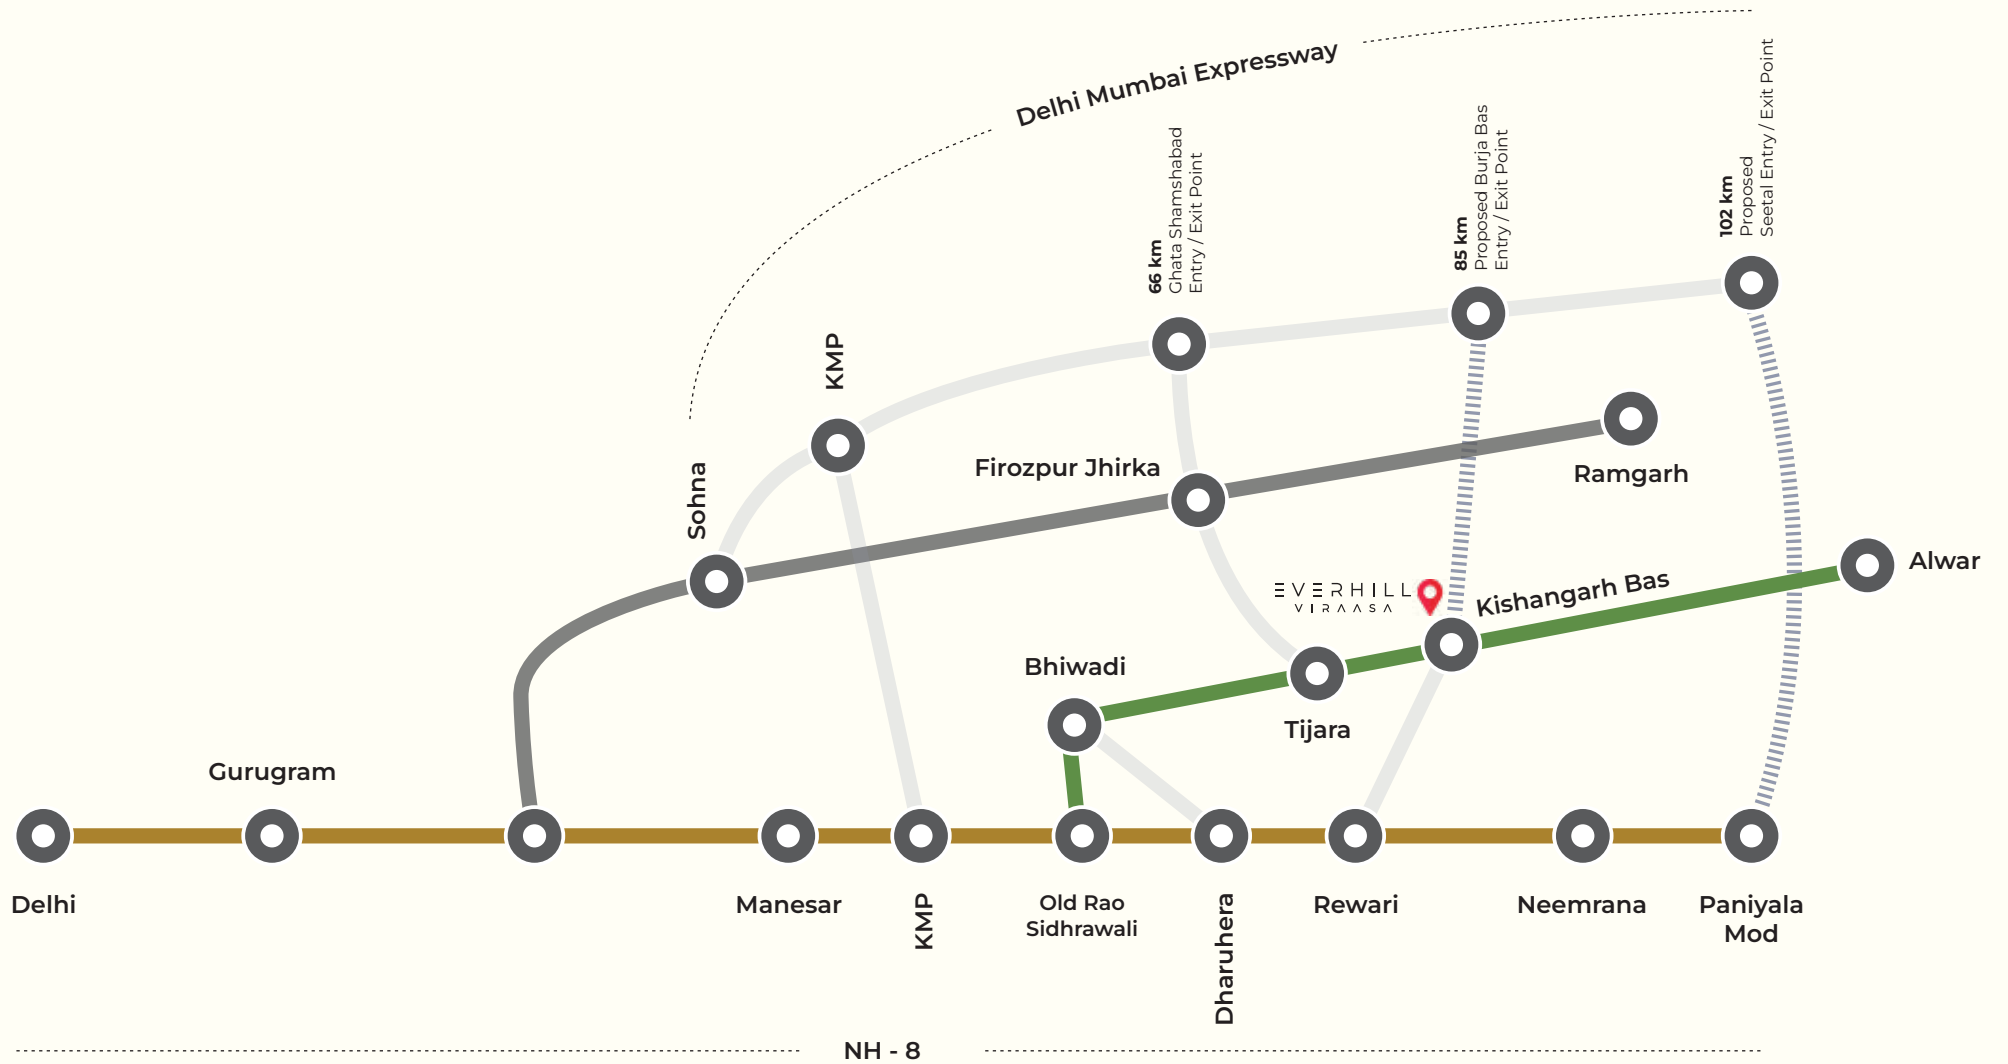 Delhi Mumbai Expressway
66 km
Ghata Shamshabad
Entry / Exit Point
85 km
Proposed Burja Bas
Entry / Exit Point
102 km
Proposed
Seetal Entry / Exit Point
KMP
Sohna
Firozpur Jhirka
Ramgarh
EVERHILL
VIRAASA
Kishangarh Bas
Alwar
Bhiwadi
Tijara
Gurugram
Delhi
Manesar
KMP
Old Rao
Sidhrawali
Dharuhera
Rewari
Neemrana
Paniyala
Mod
NH - 8